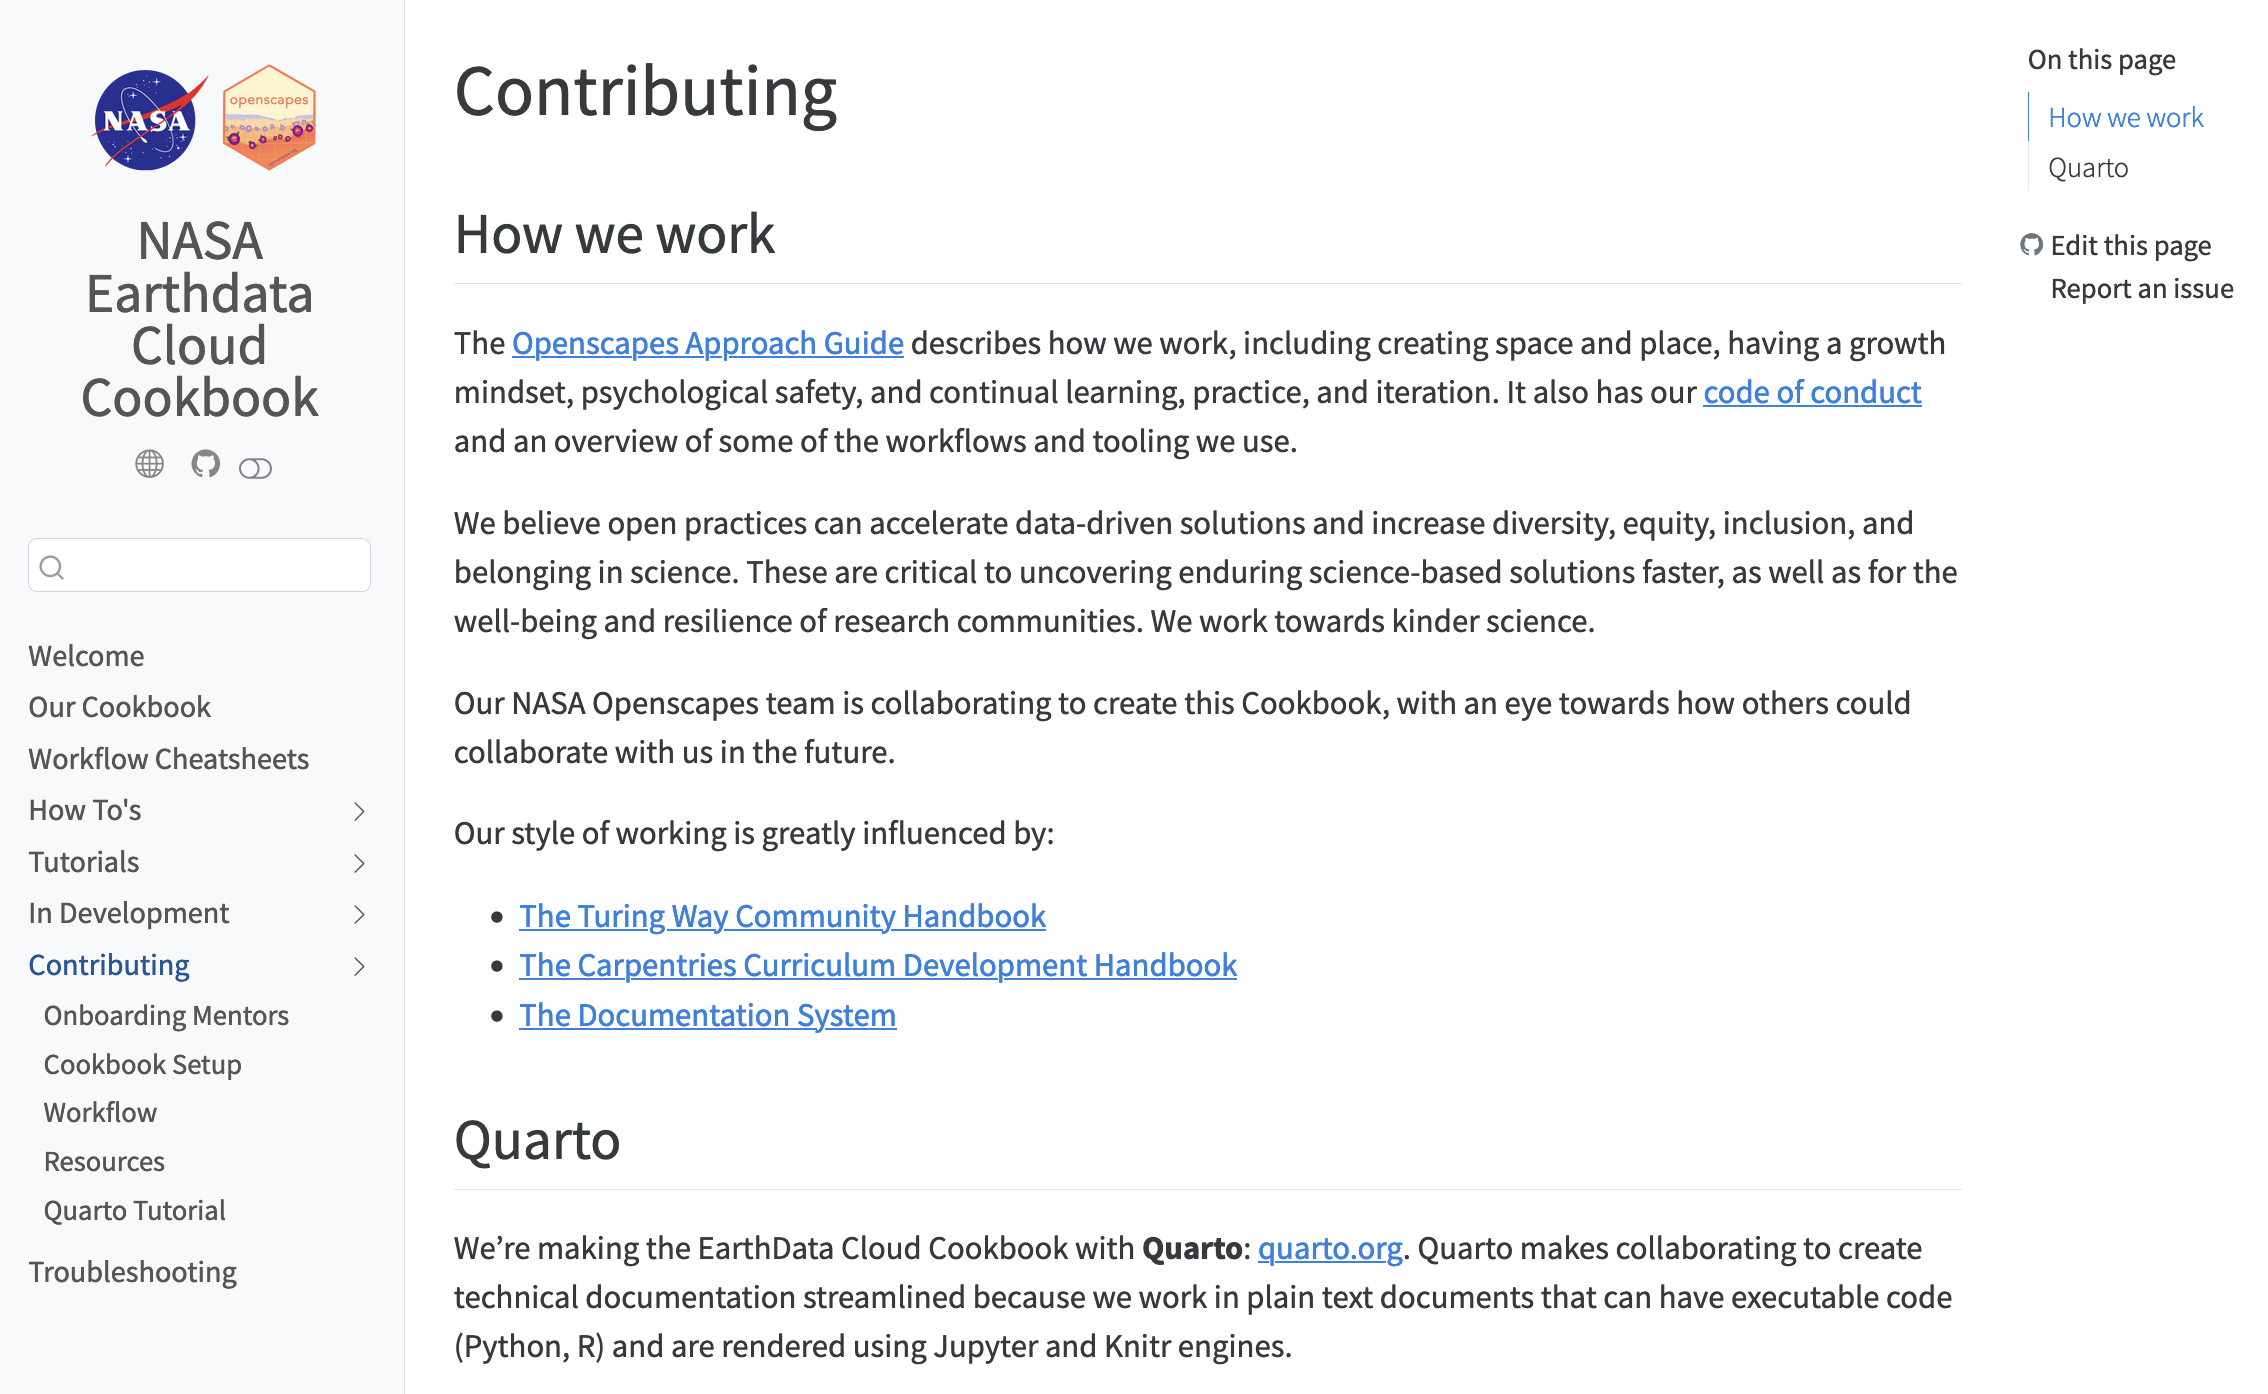 NASA
openscapes
NASA
Earthdata
Cloud
Cookbook
Welcome
Our Cookbook
Workflow Cheatsheets
How To's
Tutorials
In Development
Contributing
Onboarding Mentors
Cookbook Setup
Workflow
Resources
Quarto Tutorial
Troubleshooting
Contributing
How we work
The Openscapes Approach Guide describes how we work, including creating space and place, having a growth
mindset, psychological safety, and continual learning, practice, and iteration. It also has our code of conduct
and an overview of some of the workflows and tooling we use.
We believe open practices can accelerate data-driven solutions and increase diversity, equity, inclusion, and
belonging in science. These are critical to uncovering enduring science-based solutions faster, as well as for the
well-being and resilience of research communities. We work towards kinder science.
Our NASA Openscapes team is collaborating to create this Cookbook, with an eye towards how others could
collaborate with us in the future.
Our style of working is greatly influenced by:
• The Turing Way Community Handbook
• The Carpentries Curriculum Development Handbook
• The Documentation System
Quarto
We’re making the EarthData Cloud Cookbook with Quarto: quarto.org. Quarto makes collaborating to create
technical documentation streamlined because we work in plain text documents that can have executable code
(Python, R) and are rendered using Jupyter and Knitr engines.
On this page
How we work
Quarto
Edit this page
Report an issue